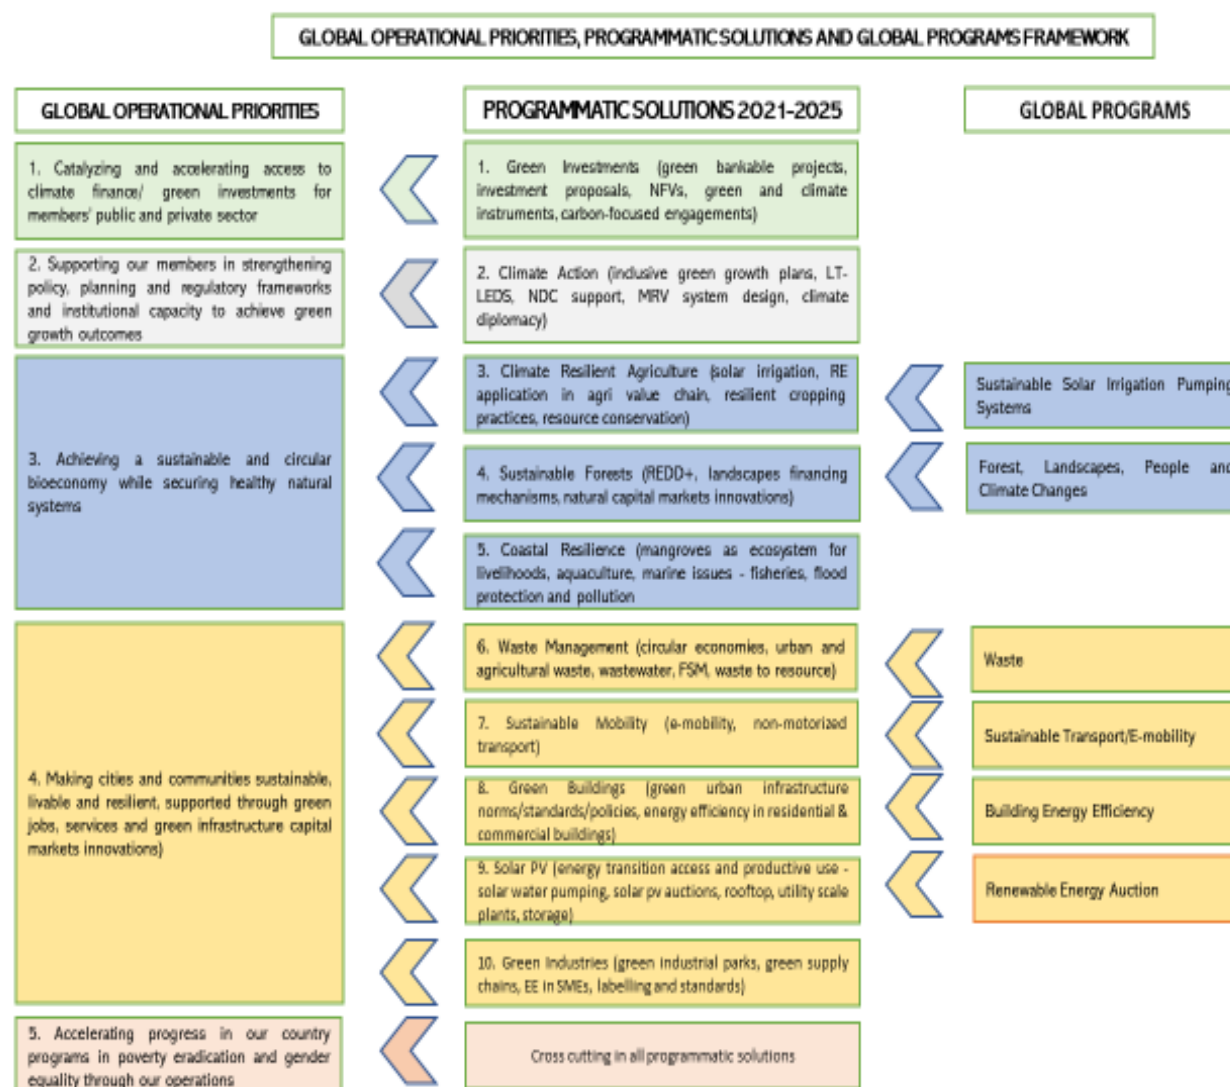 GLOBAL OPERATIONAL PRIORITIES, PROGRAMMATIC SOLUTIONS AND GLOBAL PROGRAMS FRAMEWORK
GLOBAL OPERATIONAL PRIORITIES
1. Catalyzing and accelerating access to
climate finance/ green investments for
members' public and private sector
2. Supporting our members in strengthening
policy, planning and regulatory frameworks
and institutional capacity to achieve green
growth outcomes
3. Achieving a sustainable and circular
bioeconomy while securing healthy natural
systems
4. Making cities and communities sustainable,
livable and resilient, supported through green
jobs, services and green infrastructure capital
markets innovations)
5. Accelerating progress in our country
programs in poverty eradication and gender
equality through our operations
PROGRAMMATIC SOLUTIONS 2021-2025
1. Green Investments (green bankable projects,
investment proposals, NFVs, green and climate
instruments, carbon-focused engagements)
2. Climate Action (inclusive green growth plans, LT-
LEDS, NDC support, MRV system design, climate
diplomacy)
3. Climate Resilient Agriculture (solar irrigation, RE
application in agri value chain, resilient cropping
practices, resource conservation)
4. Sustainable Forests (REDD+, landscapes financing
mechanisms, natural capital markets innovations)
5. Coastal Resilience (mangroves as ecosystem for
livelihoods, aquaculture, marine issues - fisheries, flood
protection and pollution
6. Waste Management (circular economies, urban and
agricultural waste, wastewater, FSM, waste to resource)
7. Sustainable Mobility (e-mobility, non-motorized
transport)
8. Green Buildings (green urban infrastructure
norms/standards/policies, energy efficiency in residential &
commercial buildings)
9. Solar PV (energy transition access and productive use -
solar water pumping, solar pv auctions, rooftop, utility scale
plants, storage)
10. Green Industries (green industrial parks, green supply
chains, EE in SMEs, labelling and standards)
Cross cutting in all programmatic solutions
GLOBAL PROGRAMS
Sustainable Solar Irrigation Pumping
Systems
Forest, Landscapes, People and
Climate Changes
Waste
Sustainable Transport/E-mobility
Building Energy Efficiency
Renewable Energy Auction